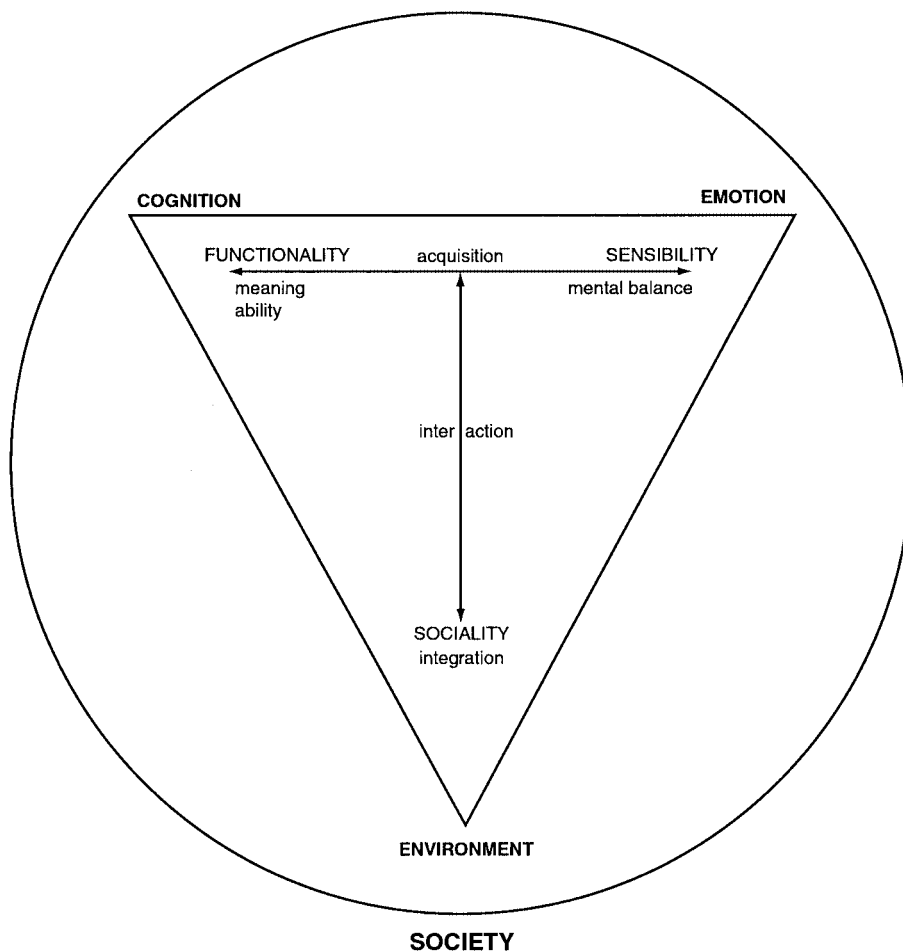 COGNITION
EMOTION
FUNCTIONALITY
acquisition
SENSIBILITY
meaning
ability
mental balance
inter action
SOCIALITY
integration
ENVIRONMENT
SOCIETY